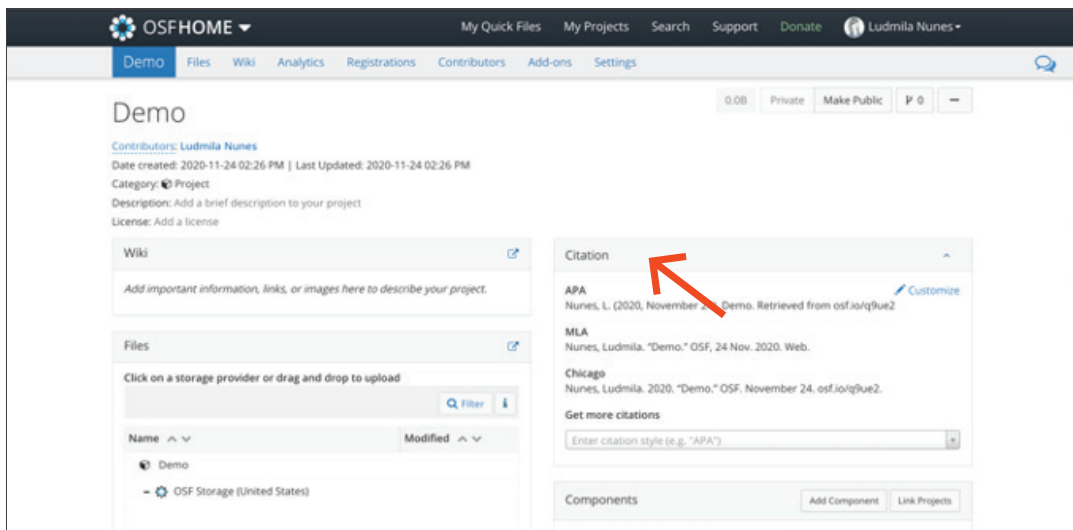 OSFHOME
My Quick Files My Projects Search Support Donate Ludmila Nunes
Demo Files Wiki Analytics Registrations Contributors Add-ons Settings
0.0B Private Make Public 0
Demo
Contributors: Ludmila Nunes
Date created: 2020-11-24 02:26 PM | Last Updated: 2020-11-24 02:26 PM
Category: Project
Description: Add a brief description to your project
License: Add a license
Wiki
Add important information, links, or images here to describe your project.
Files
Click on a storage provider or drag and drop to upload
Filter i
Name Modified
Demo
– OSF Storage (United States)
Citation
APA Customize
Nunes, L. (2020, November Demo. Retrieved from osf.io/q9ue2
MLA
Nunes, Ludmila. “Demo.” OSF, 24 Nov. 2020. Web.
Chicago
Nunes, Ludmila. 2020. “Demo.” OSF. November 24. osf.io/q9ue2.
Get more citations
Enter citation style (e.g. "APA")
Components Add Component Link Projects